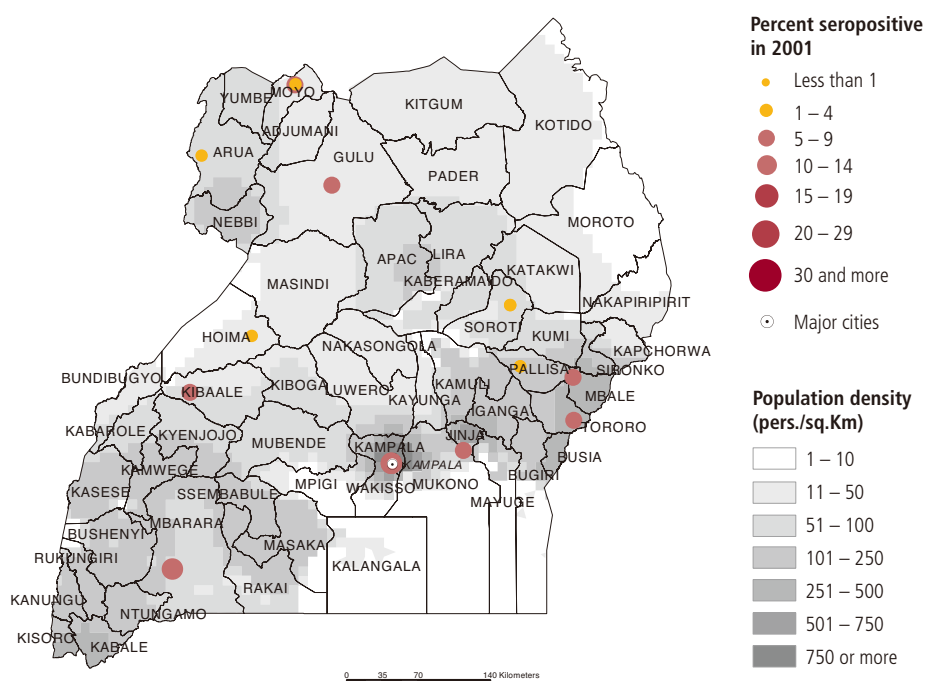 Percent seropositive
in 2001
Less than 1
1 – 4
5 – 9
10 – 14
15 – 19
20 – 29
30 and more
Major cities
Population density
(pers./sq.Km)
1 – 10
11 – 50
51 – 100
101 – 250
251 – 500
501 – 750
750 or more
YUMBE
MOYO
KITGUM
KOTIDO
ADJUMANI
ARUA
GULU
PADER
NEBBI
MOROTO
APAC
LIRA
KATAKWI
KABERAMAIDO
MASINDI
NAKAPIRIPIRIT
SOROTI
KUMI
HOIMA
NAKASONGOLA
KAPCHORWA
PALLISA
SIRONKO
BUNDIBUGYO
KIBAALE
KIBOGA
LUWERO
KAMULI
KAYUNGA
MBALE
IGANGA
KABAROLE
KYENJOJO
MUBENDE
KAMPALA
JINJA
TORORO
KAMPALA
BUSIA
KAMWEGE
BUGIRI
KASESE
SSEMBABULE
MPIGI
WAKISSO
MUKONO
MAYUGE
MBARARA
BUSHENYI
MASAKA
RUKUNGIRI
KALANGALA
RAKAI
KANUNGU
NTUNGAMO
KISORO
KABALE
0 35 70 140 Kilometers